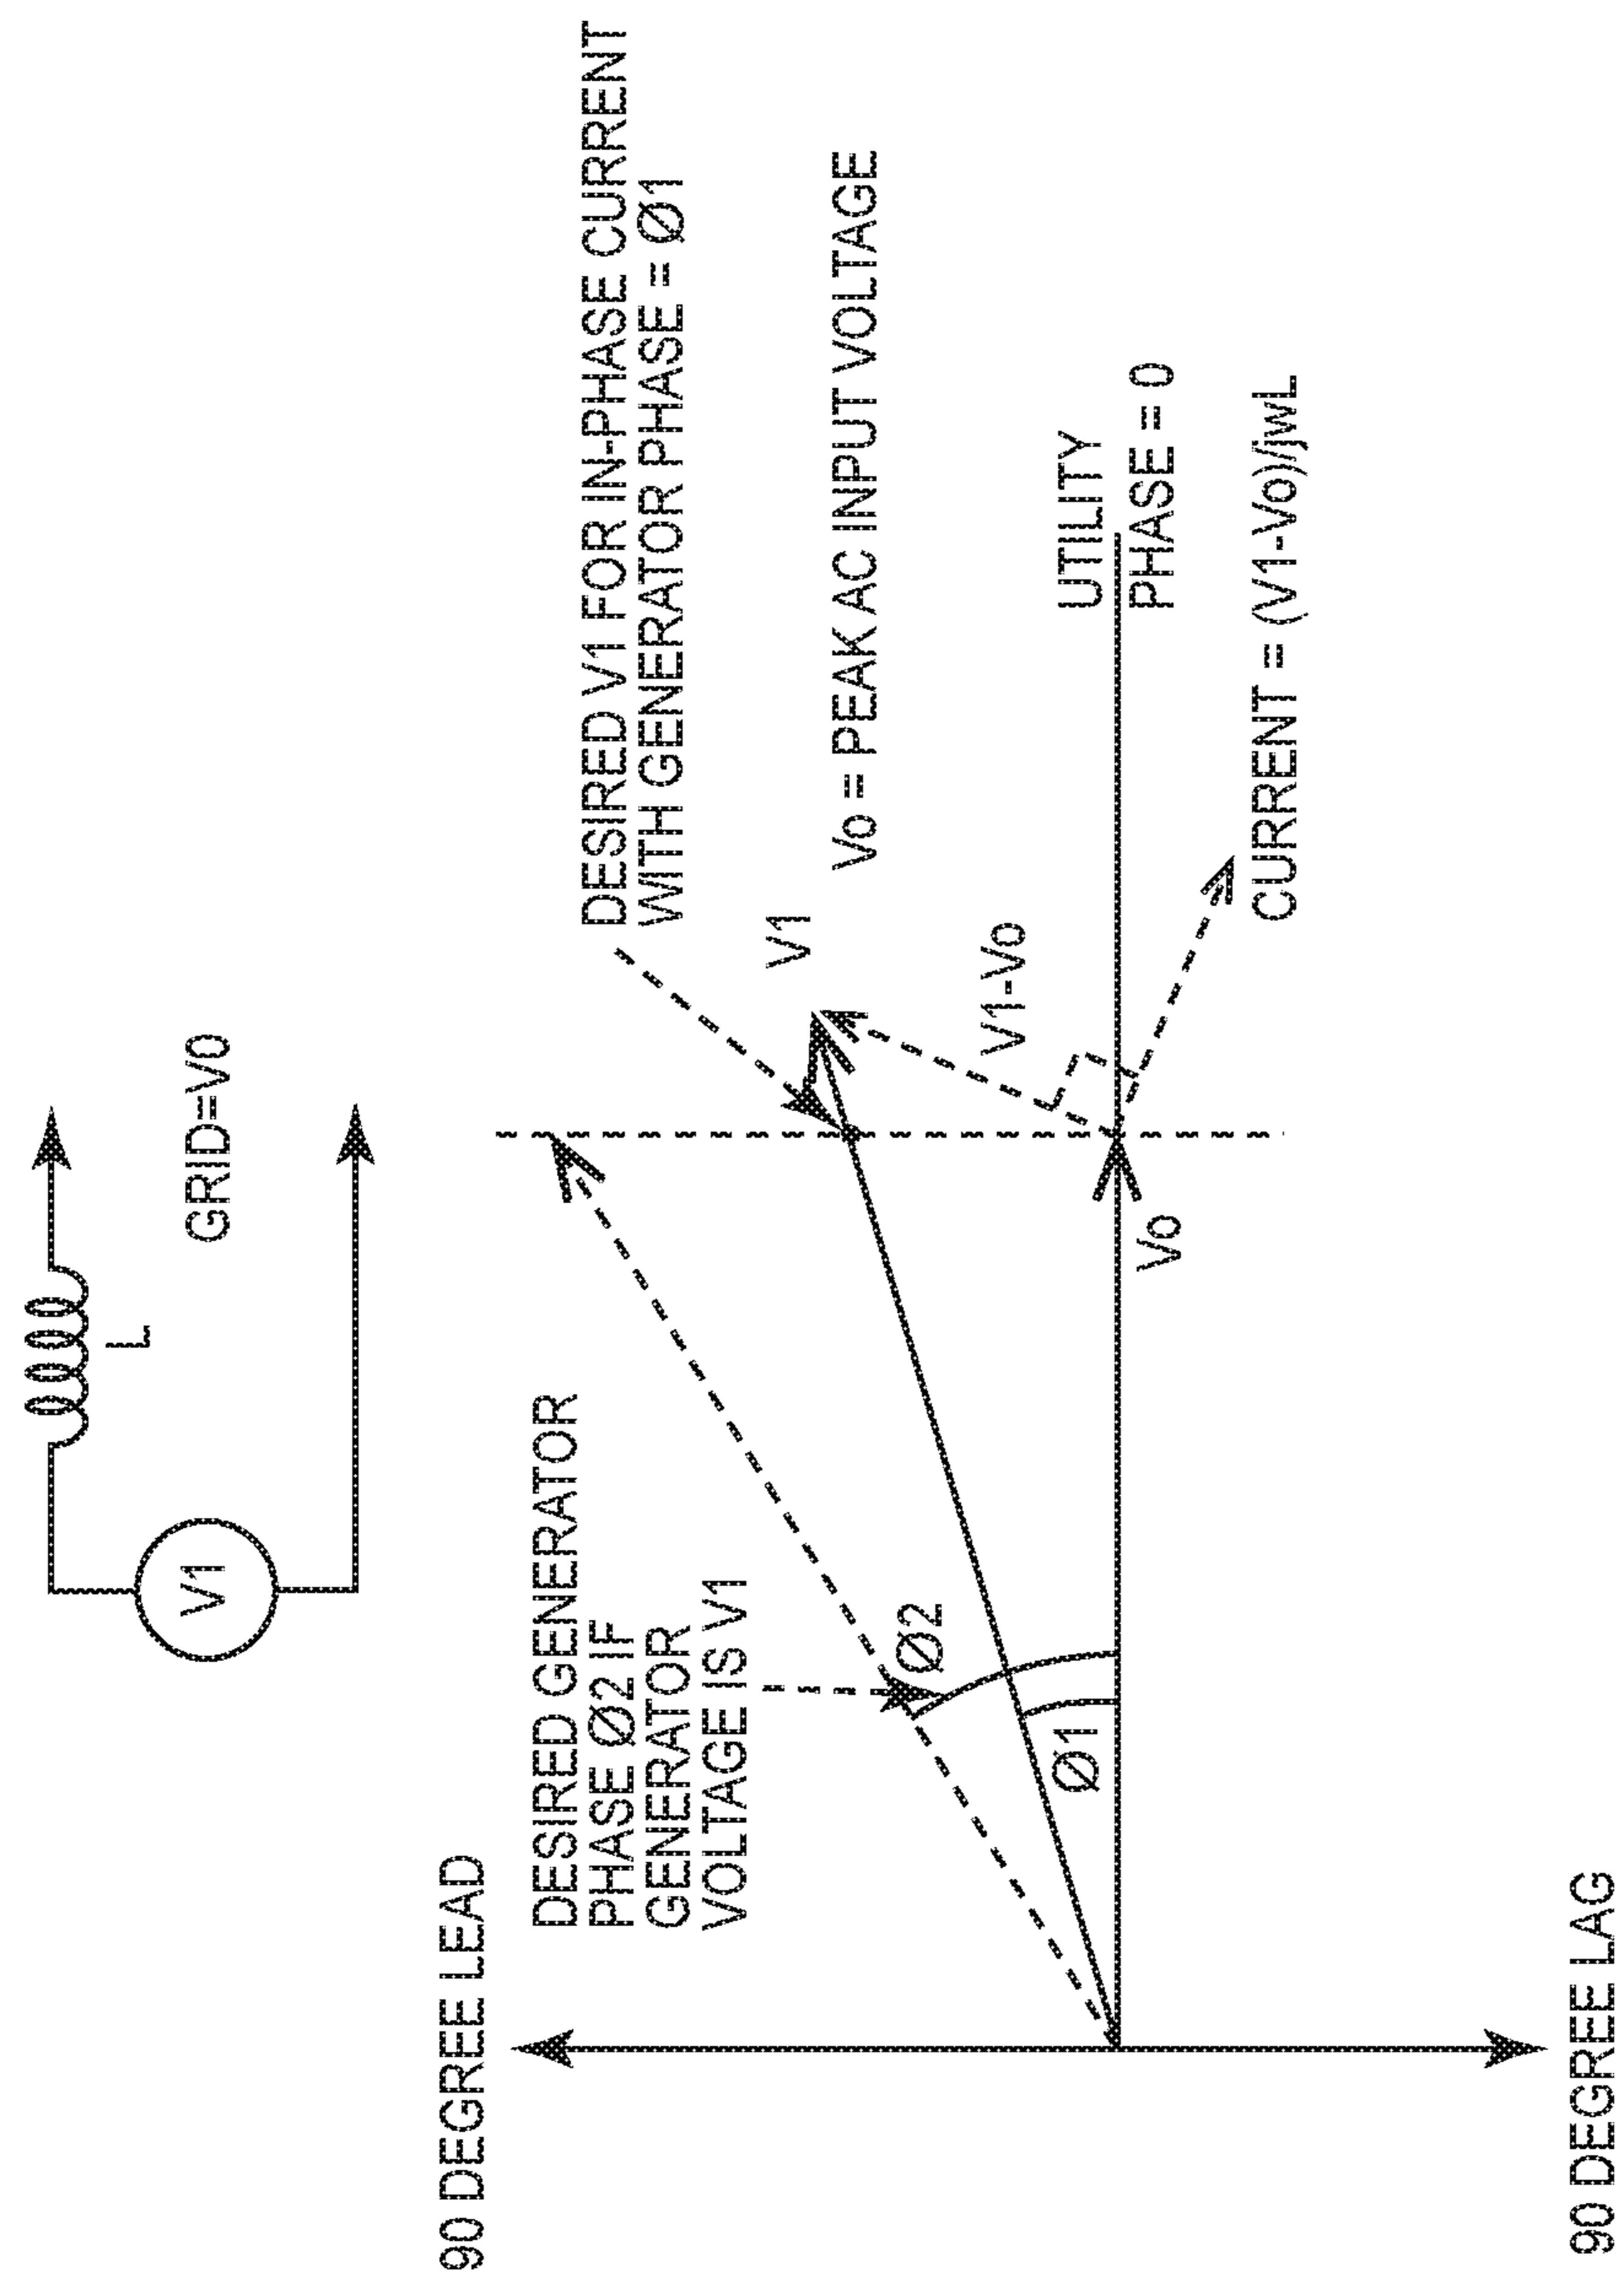 V1
L
GRID=V0
90 DEGREE LEAD
DESIRED GENERATOR
PHASE Ø2 IF
GENERATOR
VOLTAGE IS V1
DESIRED V1 FOR IN-PHASE CURRENT
WITH GENERATOR PHASE = Ø1
V1
Vo = PEAK AC INPUT VOLTAGE
Ø2
V1-Vo
Ø1
UTILITY
PHASE = 0
Vo
CURRENT = (V1-Vo)/jwL
90 DEGREE LAG